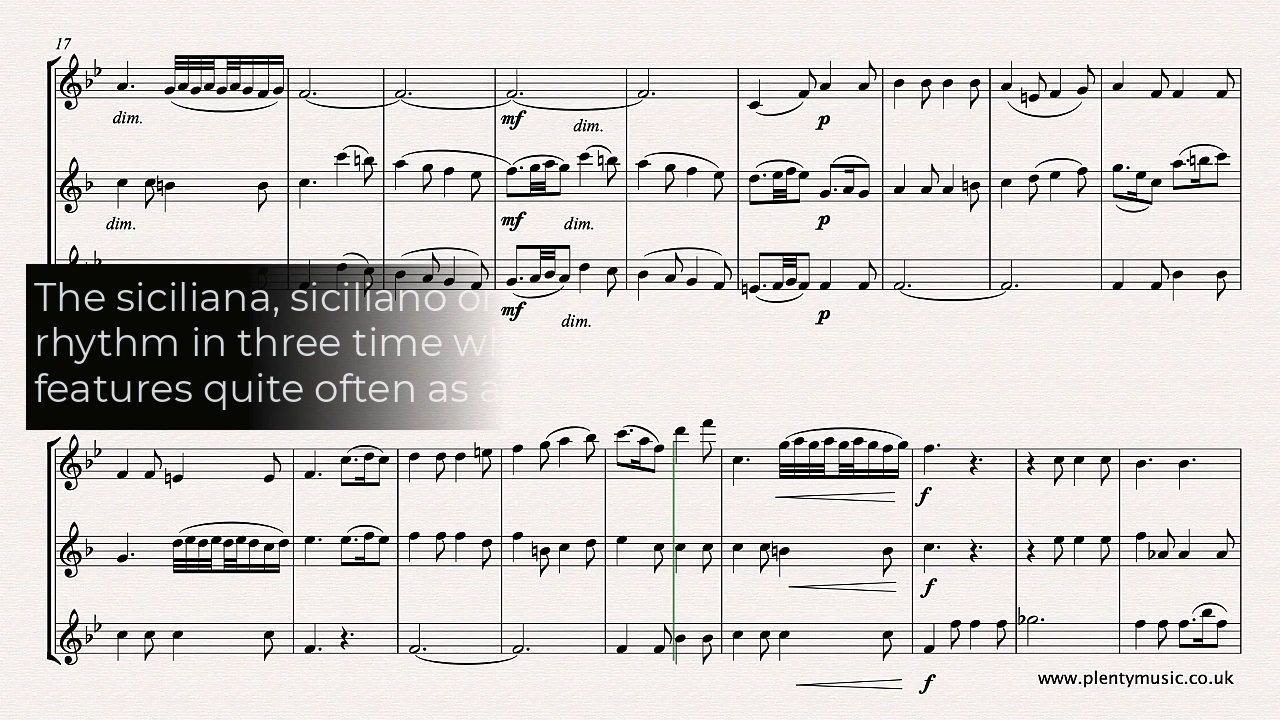 17
dim.
mf
dim.
p
dim.
mf
dim.
p
mf
dim.
p
The siciliana, siciliano or
rhythm in three time
features quite often as a
f
f
f
www.plentymusic.co.uk